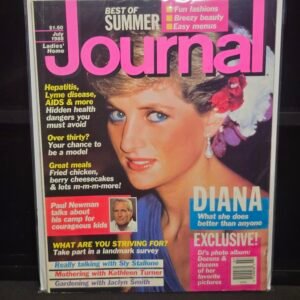 $1.50
July
1988
Ladies' Home
BEST OF
SUMMER
Fun fashions
Breezy beauty
Easy menus
Journal
Hepatitis,
Lyme disease,
AIDS & more
Hidden health
dangers you
must avoid
Over thirty?
Your chance to
be a model
Great meals
Fried chicken,
berry cheesecakes
& lots m-m-m-more!
Paul Newman
talks about
his camp for
courageous kids
DIANA
What she does
better than anyone
EXCLUSIVE!
Di's photo album:
Dozens &
dozens
of her
favorite
pictures
WHAT ARE YOU STRIVING FOR?
Take part in a landmark survey
Really talking with Sly Stallone
Mothering with Kathleen Turner
Gardening with Jaclyn Smith